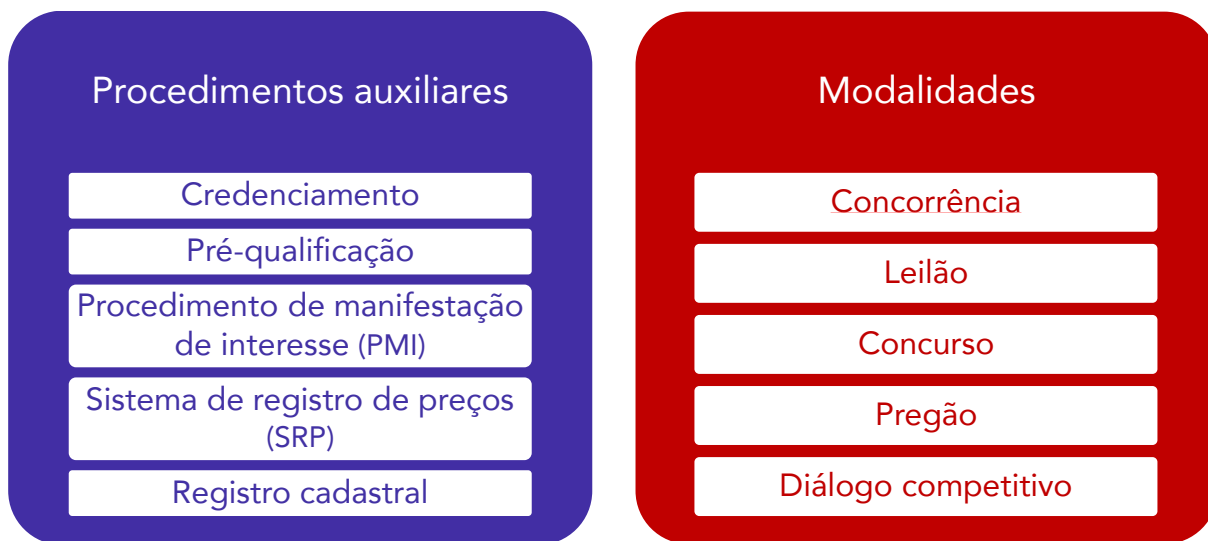 Procedimentos auxiliares
Credenciamento
Pré-qualificação
Procedimento de manifestação
de interesse (PMI)
Sistema de registro de preços
(SRP)
Registro cadastral
Modalidades
Concorrência
Leilão
Concurso
Pregão
Diálogo competitivo